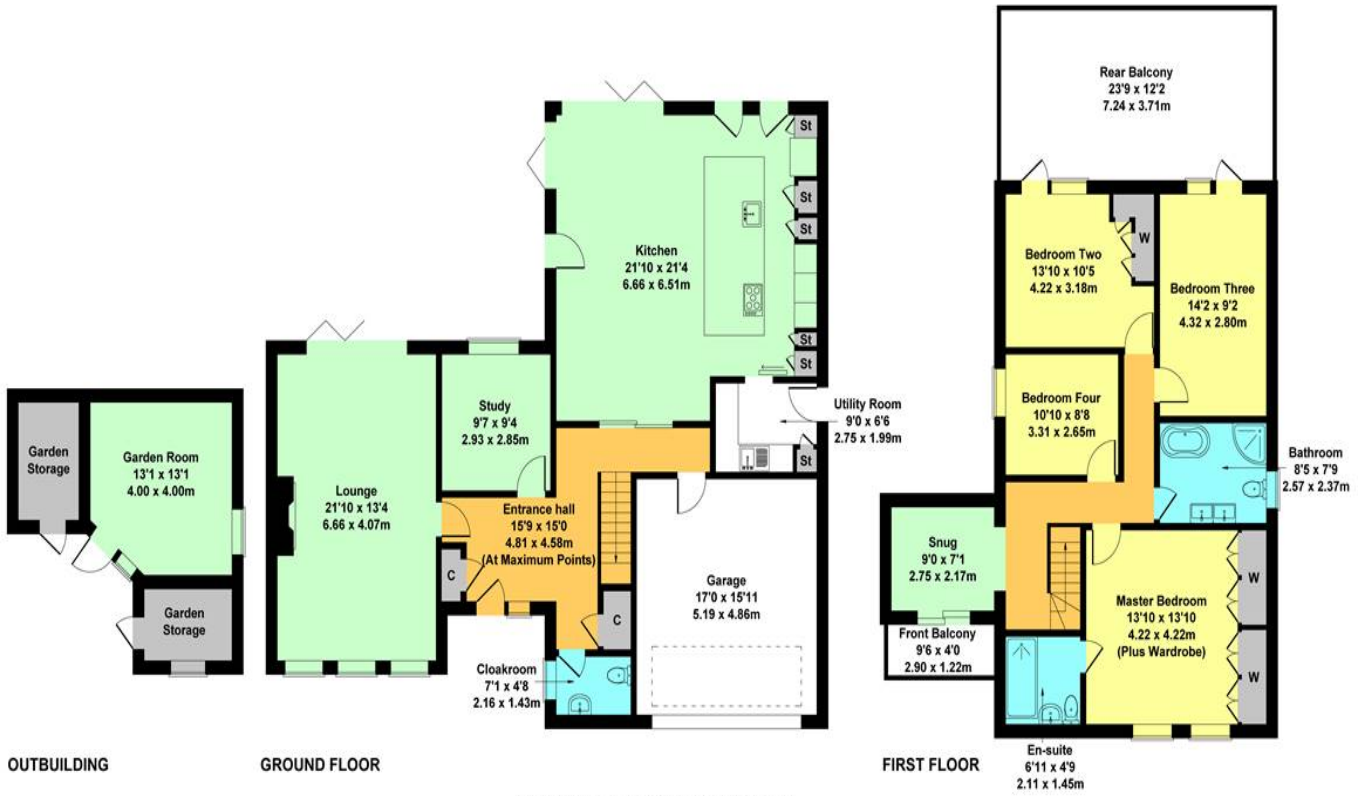 Rear Balcony
23'9 x 12'2
7.24 x 3.71m
St
St
St
St
St
Kitchen
21'10 x 21'4
6.66 x 6.51m
Bedroom Two
13'10 x 10'5
4.22 x 3.18m
W
Bedroom Three
14'2 x 9'2
4.32 x 2.80m
Study
9'7 x 9'4
2.93 x 2.85m
Utility Room
9'0 x 6'6
2.75 x 1.99m
St
Bedroom Four
10'10 x 8'8
3.31 x 2.65m
Garden
Storage
Garden Room
13'1 x 13'1
4.00 x 4.00m
Lounge
21'10 x 13'4
6.66 x 4.07m
Entrance hall
15'9 x 15'0
4.81 x 4.58m
(At Maximum Points)
Bathroom
8'5 x 7'9
2.57 x 2.37m
Snug
9'0 x 7'1
2.75 x 2.17m
C
C
Garage
17'0 x 15'11
5.19 x 4.86m
W
W
Master Bedroom
13'10 x 13'10
4.22 x 4.22m
(Plus Wardrobe)
Garden
Storage
Front Balcony
9'6 x 4'0
2.90 x 1.22m
Cloakroom
7'1 x 4'8
2.16 x 1.43m
En-suite
6'11 x 4'9
2.11 x 1.45m
OUTBUILDING
GROUND FLOOR
FIRST FLOOR